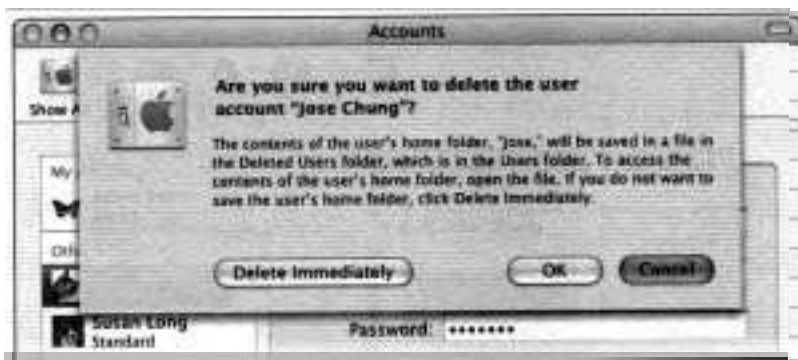 Accounts
Show A
Are you sure you want to delete the user
account "Jose Chung"?
The contents of the user's home folder, "jose," will be saved in a file in
the Deleted Users folder, which is in the Users folder. To access the
contents of the user's home folder, open the file. If you do not want to
save the user's home folder, click Delete Immediately.
My
Oth
Delete Immediately
OK
Cancel
Susan Long
Standard
Password: •••••••